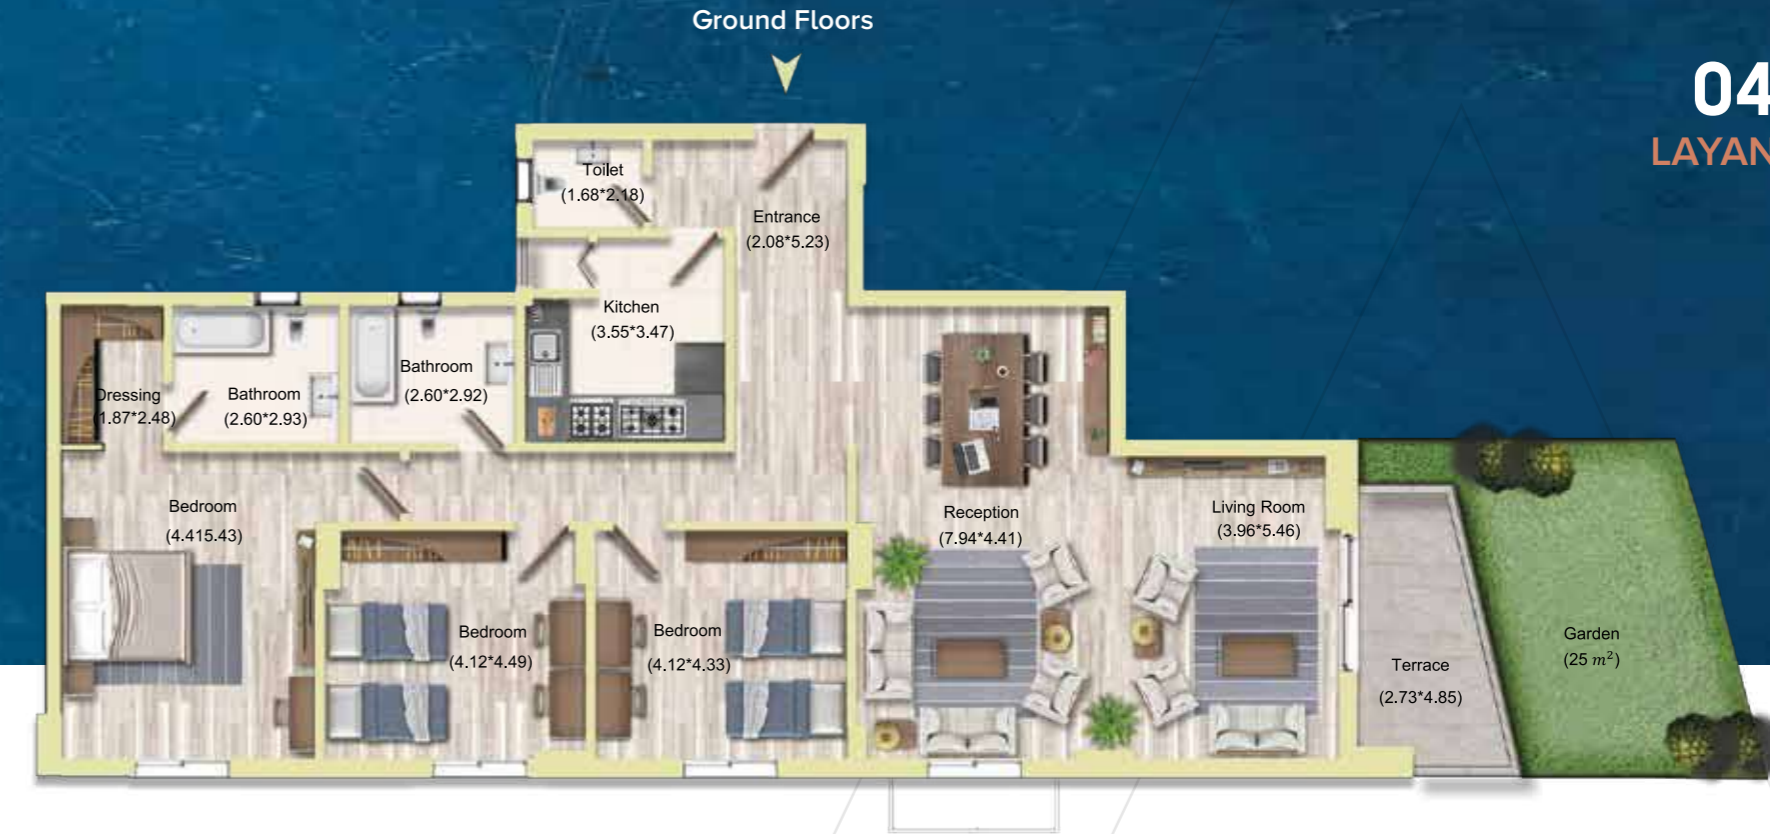 Ground Floors
04
LAYAN
Toilet
(1.68*2.18)
Entrance
(2.08*5.23)
Kitchen
(3.55*3.47)
Bathroom
(2.60*2.92)
Dressing
(1.87*2.48)
Bathroom
(2.60*2.93)
Bedroom
(4.415.43)
Reception
(7.94*4.41)
Living Room
(3.96*5.46)
Bedroom
(4.12*4.49)
Bedroom
(4.12*4.33)
Garden
(25 m²)
Terrace
(2.73*4.85)